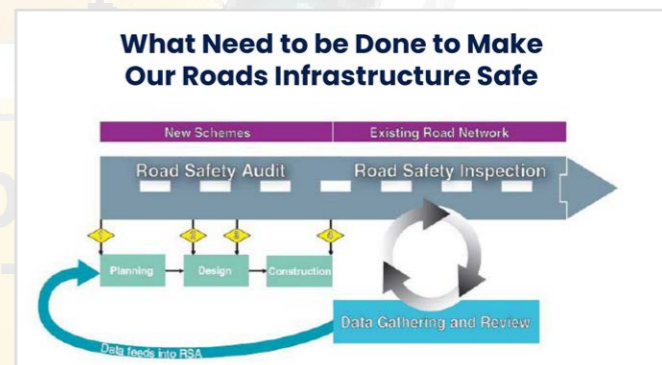 What Need to be Done to Make
Our Roads Infrastructure Safe
New Schemes
Existing Road Network
Road Safety Audit
Road Safety Inspection
1
2
3
4
Planning
Design
Construction
Data Gathering and Review
Data feeds into RSA